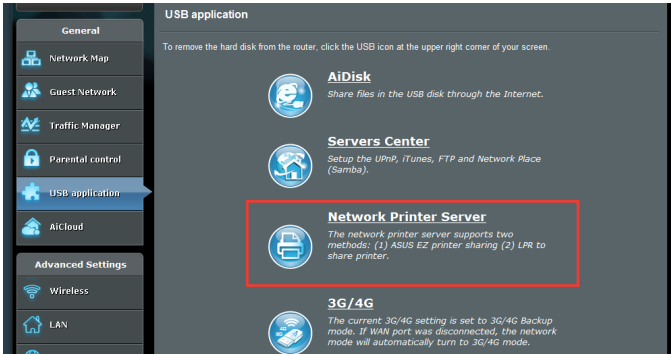 General
Network Map
Guest Network
Traffic Manager
Parental control
USB application
AiCloud
Advanced Settings
Wireless
LAN
USB application
To remove the hard disk from the router, click the USB icon at the upper right corner of your screen.
AiDisk
Share files in the USB disk through the Internet.
Servers Center
Setup the UPnP, iTunes, FTP and Network Place
(Samba).
Network Printer Server
The network printer server supports two
methods: (1) ASUS EZ printer sharing (2) LPR to
share printer.
3G/4G
The current 3G/4G setting is set to 3G/4G Backup
mode. If WAN port was disconnected, the network
mode will automatically turn to 3G/4G mode.